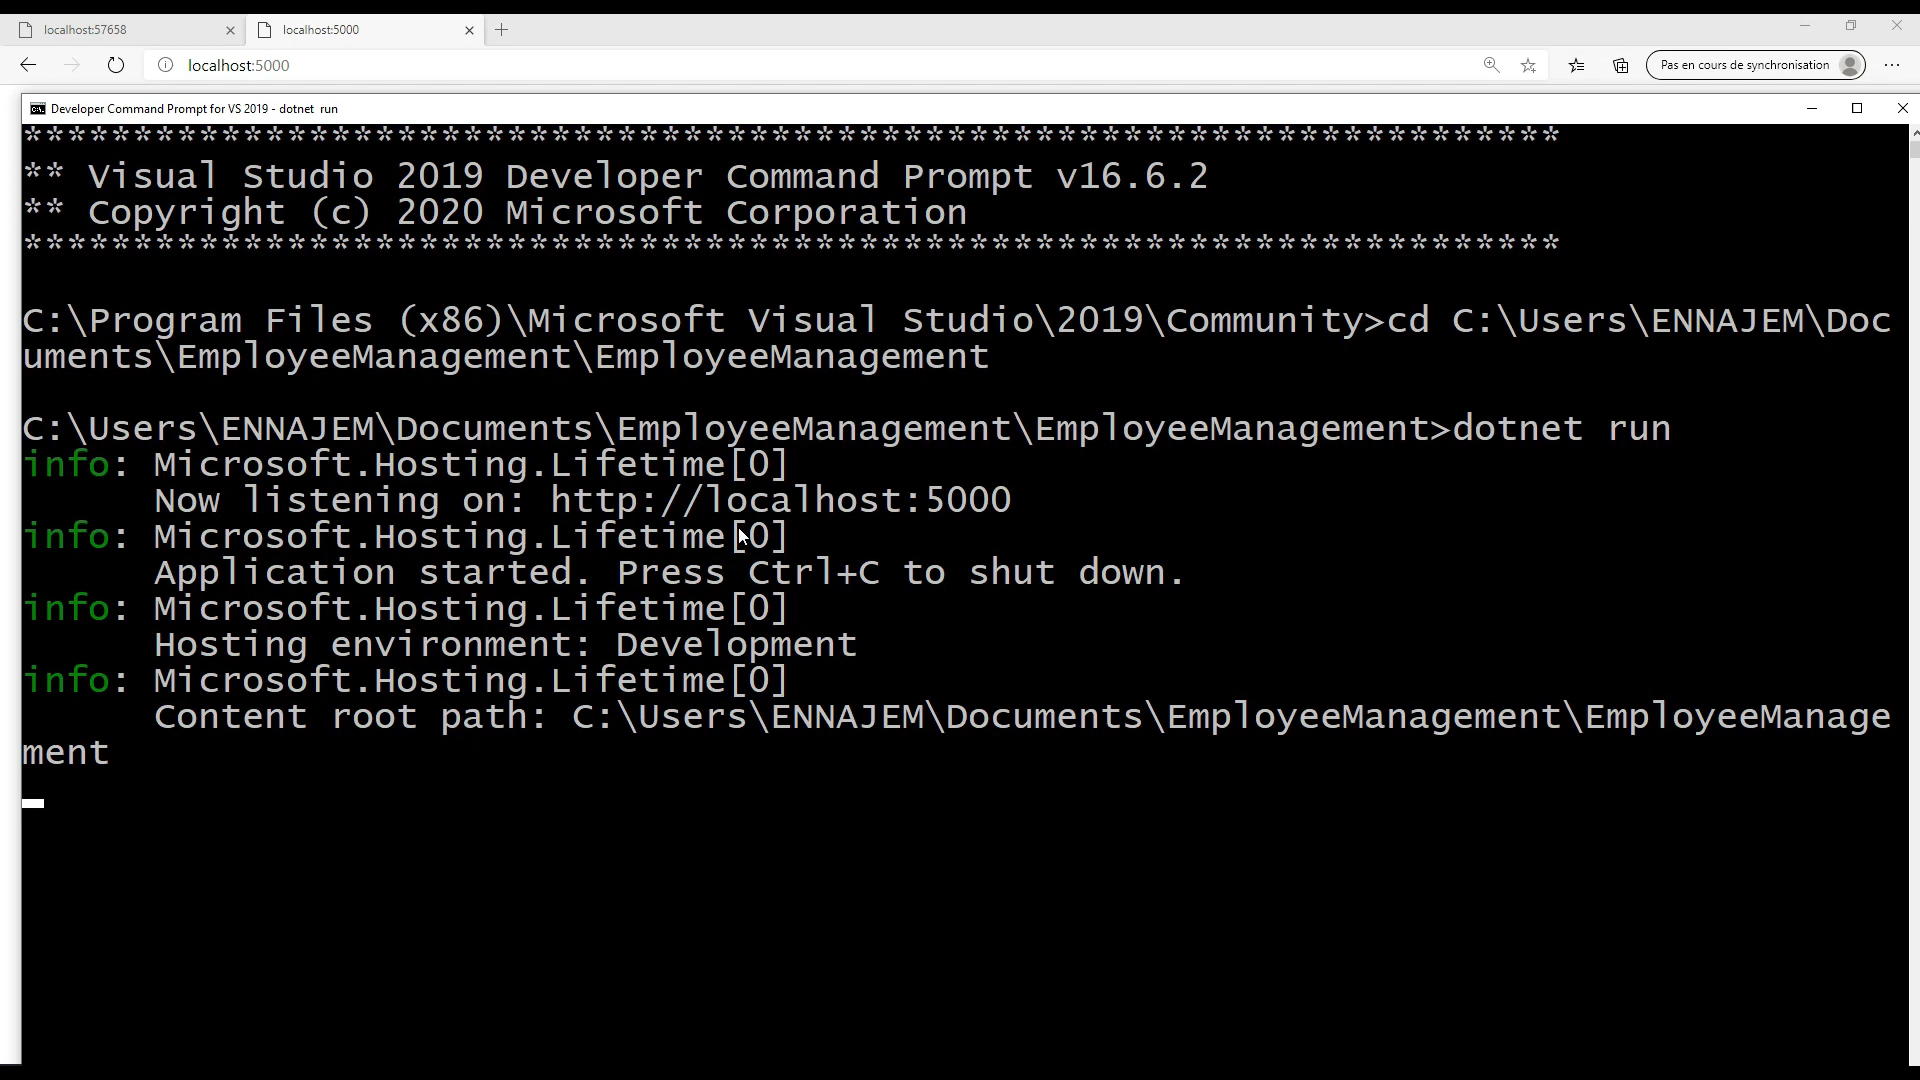 localhost:57658
localhost:5000
localhost:5000
Pas en cours de synchronisation
Developer Command Prompt for VS 2019 - dotnet run
**********************************************************************
** Visual Studio 2019 Developer Command Prompt v16.6.2
** Copyright (c) 2020 Microsoft Corporation
**********************************************************************
C:\Program Files (x86)\Microsoft Visual Studio\2019\Community>cd C:\Users\ENNAJEM\Doc
uments\EmployeeManagement\EmployeeManagement
C:\Users\ENNAJEM\Documents\EmployeeManagement\EmployeeManagement>dotnet run
info: Microsoft.Hosting.Lifetime[0]
Now listening on: http://localhost:5000
info: Microsoft.Hosting.Lifetime[0]
Application started. Press Ctrl+C to shut down.
info: Microsoft.Hosting.Lifetime[0]
Hosting environment: Development
info: Microsoft.Hosting.Lifetime[0]
Content root path: C:\Users\ENNAJEM\Documents\EmployeeManagement\EmployeeManage
ment